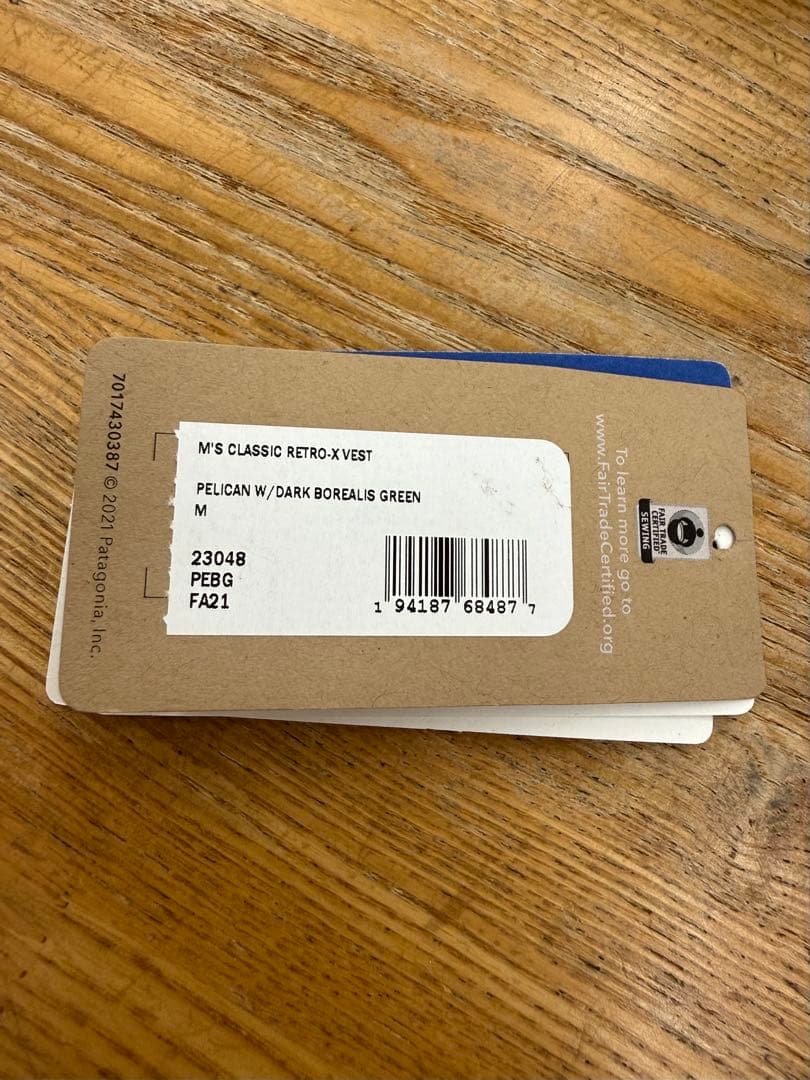 7017430387 © 2021 Patagonia, Inc.
M'S CLASSIC RETRO-X VEST
PELICAN W/DARK BOREALIS GREEN
M
23048
PEBG
FA21
1 94187 68487 7
To learn more go to
www.FairTradeCertified.org
FAIR TRADE
CERTIFIED
SEWING